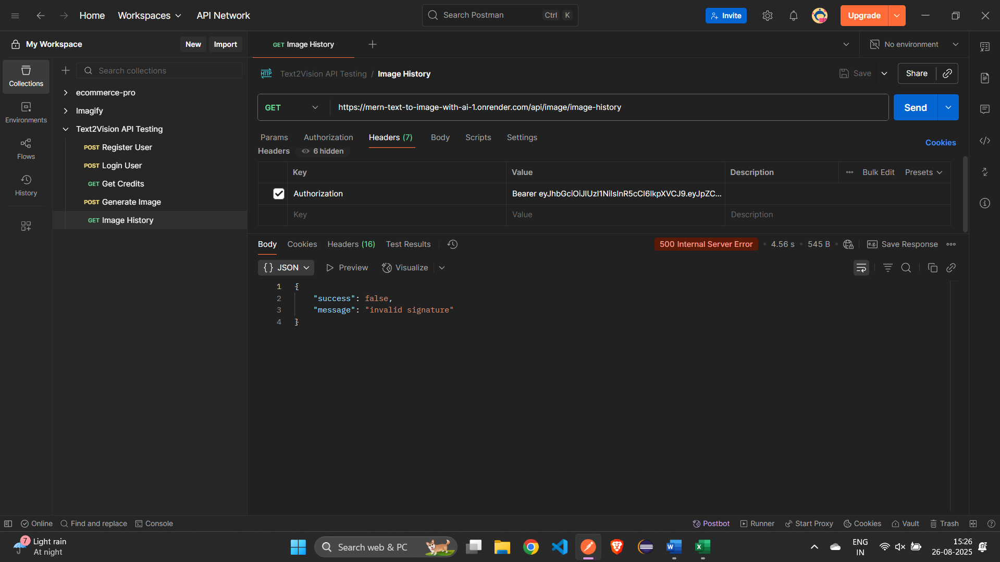 Home Workspaces API Network
Search Postman Ctrl K
Invite Upgrade
My Workspace New Import
GET Image History
No environment
Collections
Environments
Flows
History
Search collections
ecommerce-pro
Imagify
Text2Vision API Testing
POST Register User
POST Login User
GET Get Credits
POST Generate Image
GET Image History
HTTP Text2Vision API Testing / Image History
Save Share
GET https://mern-text-to-image-with-ai-1.onrender.com/api/image/image-history Send
Params Authorization Headers (7) Body Scripts Settings Cookies
Headers 6 hidden
Key Value Description Bulk Edit Presets
Authorization Bearer eyJhbGciOiJIUzI1NiIsInR5cCI6IkpXVCJ9.eyJpZC...
Key Value Description
Body Cookies Headers (16) Test Results
500 Internal Server Error • 4.56 s • 545 B • e.g. Save Response
{} JSON Preview Visualize
1 {
2 "success": false,
3 "message": "invalid signature"
4 }
Online Find and replace Console
Postbot Runner Start Proxy Cookies Vault Trash
7 Light rain
At night
Search web & PC
ENG
IN
15:26
26-08-2025